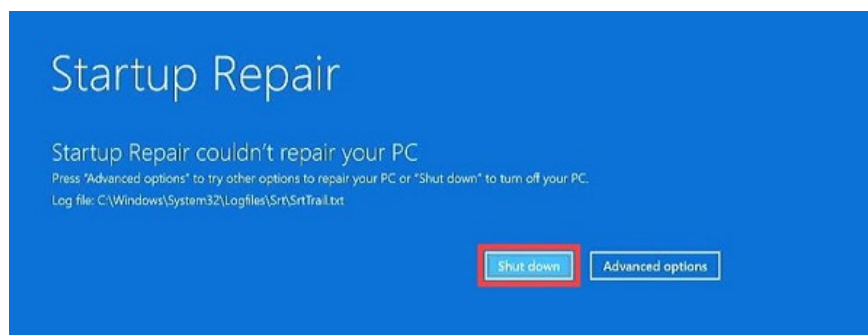 Startup Repair
Startup Repair couldn't repair your PC
Press "Advanced options" to try other options to repair your PC or "Shut down" to turn off your PC.
Log file: C:\Windows\System32\Logfiles\Srt\SrtTrail.txt
Shut down
Advanced options